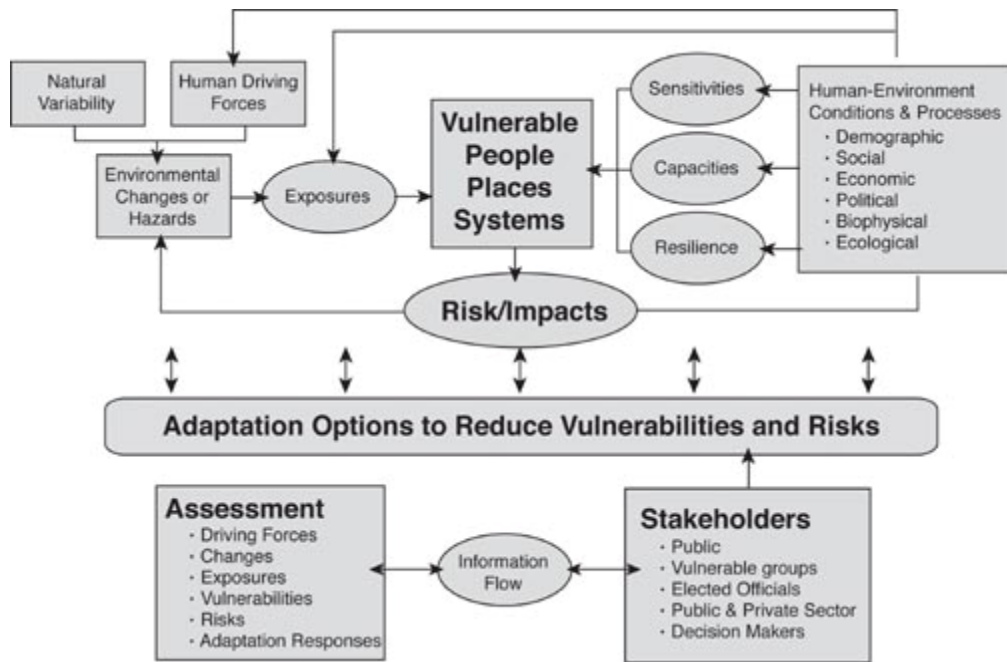 Natural
Variability
Human Driving
Forces
Environmental
Changes or
Hazards
Exposures
Vulnerable
People
Places
Systems
Sensitivities
Capacities
Resilience
Human-Environment
Conditions & Processes
• Demographic
• Social
• Economic
• Political
• Biophysical
• Ecological
Risk/Impacts
Adaptation Options to Reduce Vulnerabilities and Risks
Assessment
• Driving Forces
• Changes
• Exposures
• Vulnerabilities
• Risks
• Adaptation Responses
Information
Flow
Stakeholders
• Public
• Vulnerable groups
• Elected Officials
• Public & Private Sector
• Decision Makers